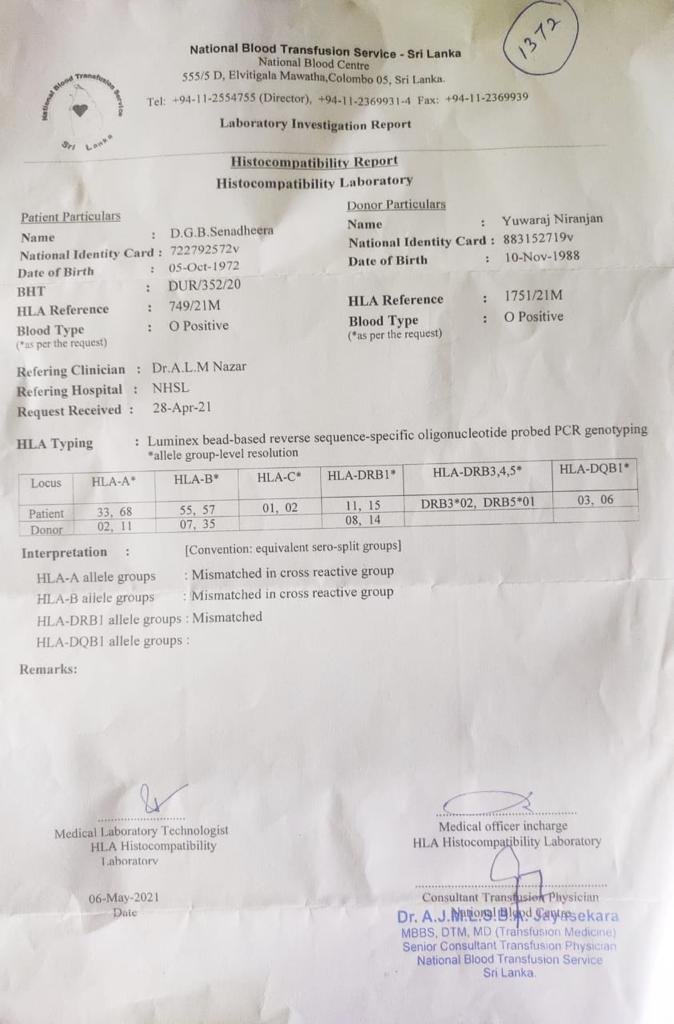 1372
National Blood Transfusion Service - Sri Lanka
National Blood Centre
555/5 D, Elvitigala Mawatha,Colombo 05, Sri Lanka.
Tel: +94-11-2554755 (Director), +94-11-2369931-4 Fax: +94-11-2369939
National Blood Transfusion Service
Sri Lanka
Laboratory Investigation Report
Histocompatibility Report
Histocompatibility Laboratory
Patient Particulars
Name : D.G.B.Senadheera
National Identity Card : 722792572v
Date of Birth : 05-Oct-1972
BHT : DUR/352/20
HLA Reference : 749/21M
Blood Type : O Positive
(*as per the request)
Donor Particulars
Name : Yuwaraj Niranjan
National Identity Card : 883152719v
Date of Birth : 10-Nov-1988
HLA Reference : 1751/21M
Blood Type : O Positive
(*as per the request)
Refering Clinician : Dr.A.L.M Nazar
Refering Hospital : NHSL
Request Received : 28-Apr-21
HLA Typing : Luminex bead-based reverse sequence-specific oligonucleotide probed PCR genotyping
*allele group-level resolution
Locus HLA-A* HLA-B* HLA-C* HLA-DRB1* HLA-DRB3,4,5* HLA-DQB1*
Patient 33, 68 55, 57 01, 02 11, 15 DRB3*02, DRB5*01 03, 06
Donor 02, 11 07, 35 08, 14
Interpretation : [Convention: equivalent sero-split groups]
HLA-A allele groups : Mismatched in cross reactive group
HLA-B allele groups : Mismatched in cross reactive group
HLA-DRB1 allele groups : Mismatched
HLA-DQB1 allele groups :
Remarks:
Medical Laboratory Technologist
HLA Histocompatibility
Laboratory
06-May-2021
Date
Medical officer incharge
HLA Histocompatibility Laboratory
Consultant Transfusion Physician
National Blood Centre
Dr. A.J.M.L.S.B.A. Jayasekara
MBBS, DTM, MD (Transfusion Medicine)
Senior Consultant Transfusion Physician
National Blood Transfusion Service
Sri Lanka.